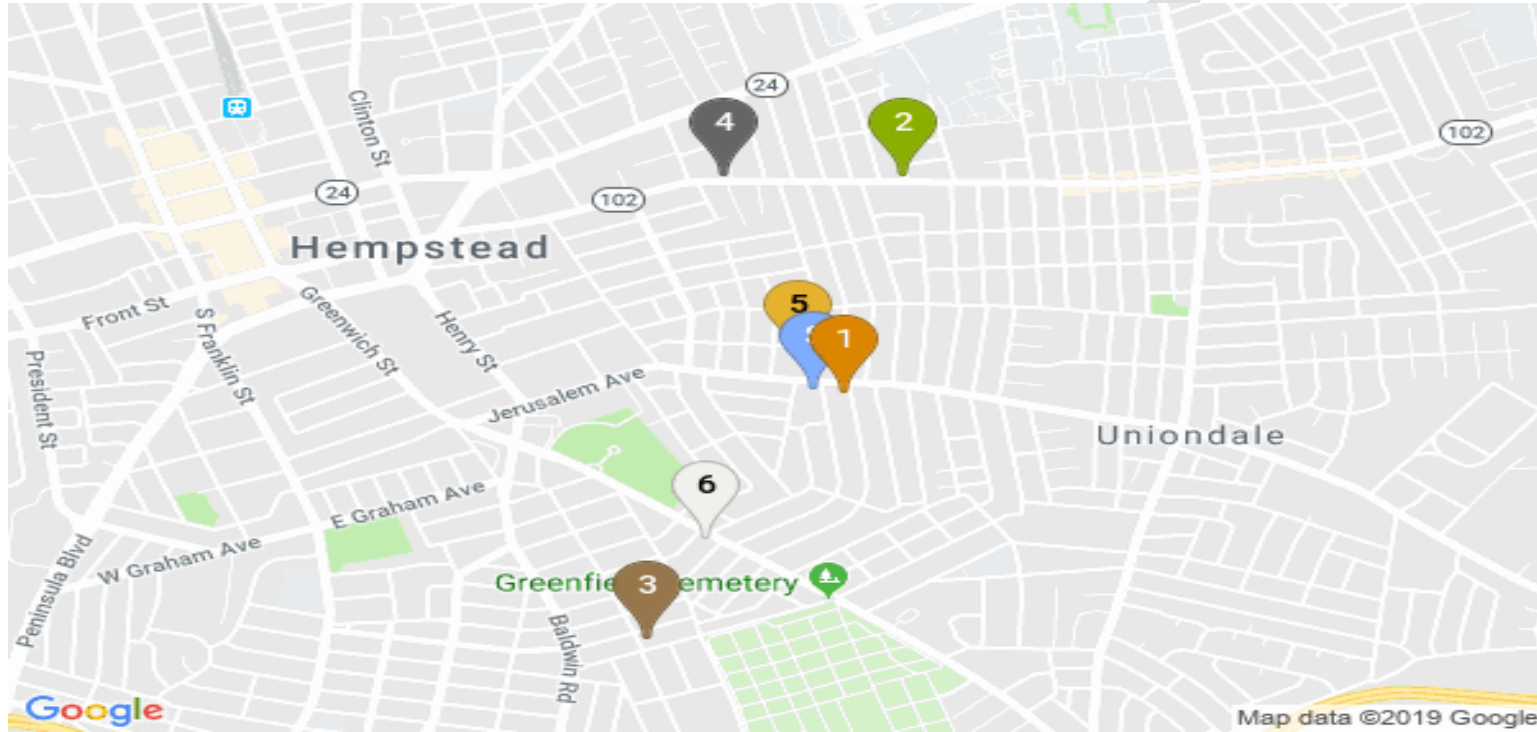 24
4
2
102
Clinton St
24
102
Hempstead
Front St
Greenwich St
S Franklin St
Henry St
5
1
President St
Jerusalem Ave
Uniondale
6
E Graham Ave
W Graham Ave
Peninsula Blvd
3
Baldwin Rd
Google
Map data ©2019 Google